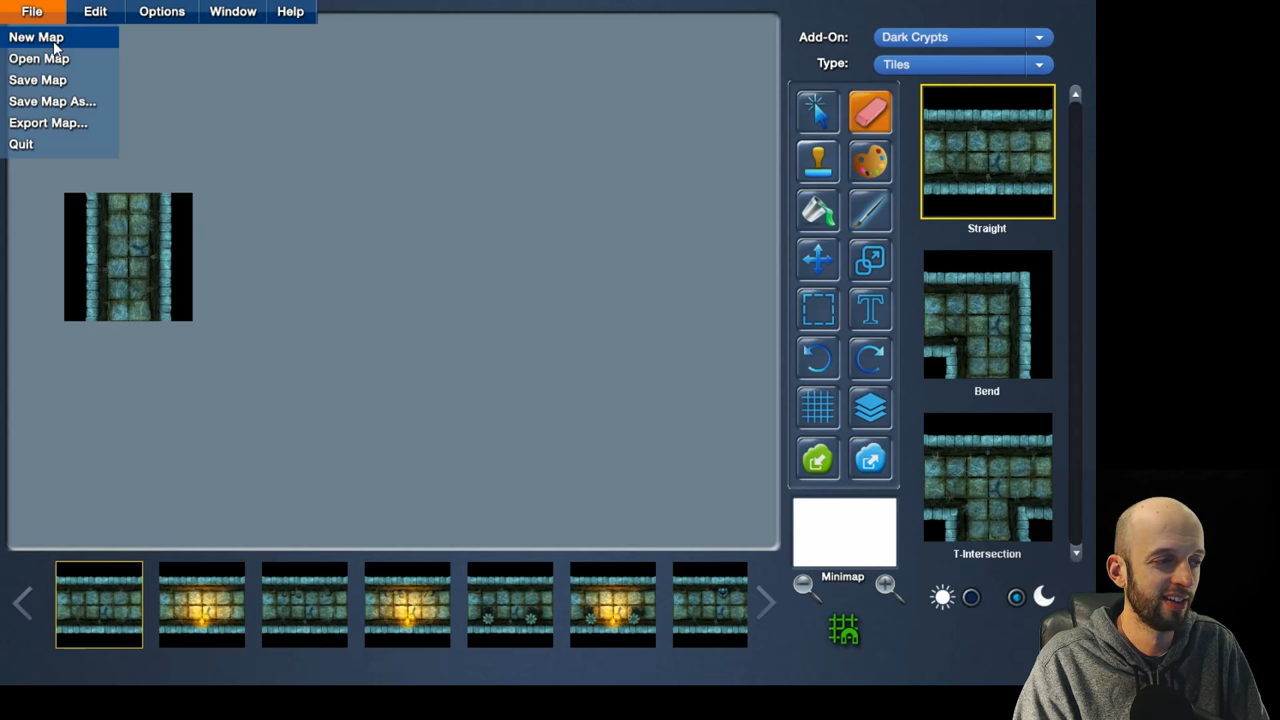 File Edit Options Window Help
New Map
Open Map
Save Map
Save Map As...
Export Map...
Quit
Add-On: Dark Crypts
Type: Tiles
Straight
Bend
T-Intersection
Minimap